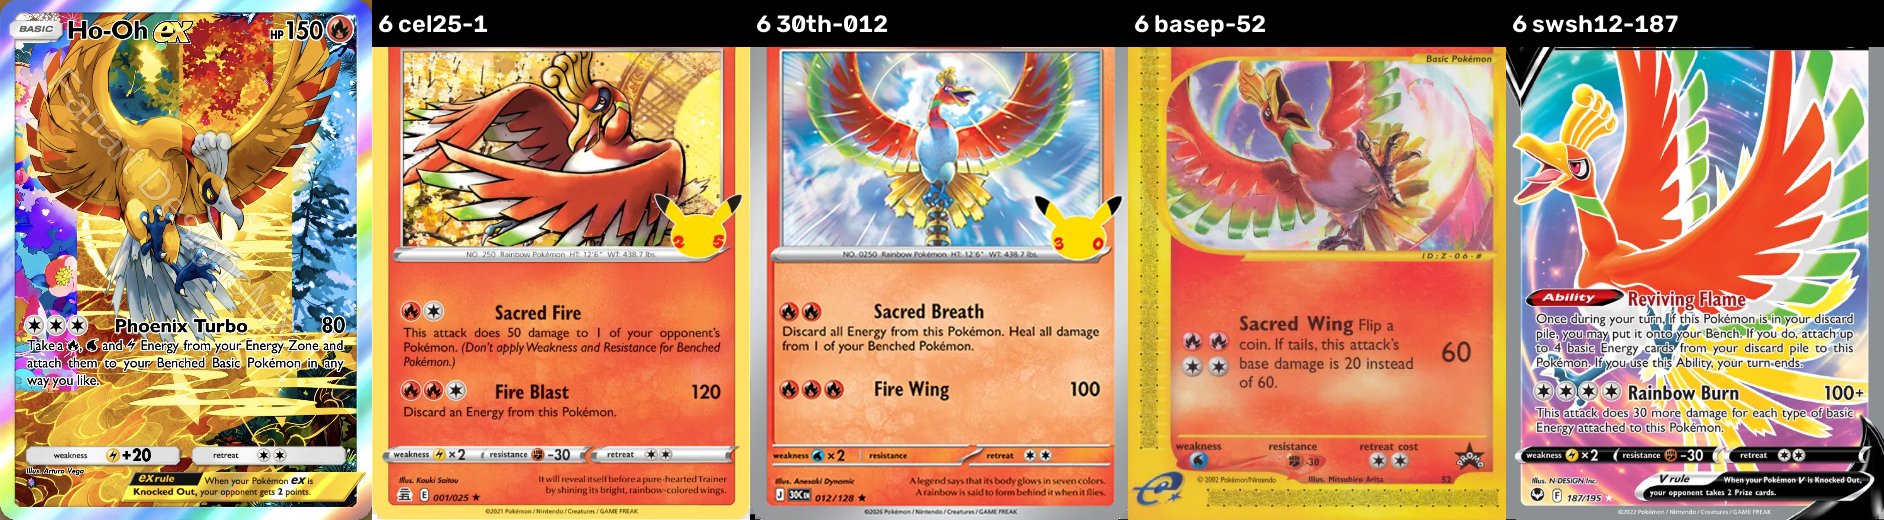 BASIC Ho-Oh ex HP 150
Phoenix Turbo 80
Take a and Energy from your Energy Zone and
attach them to your Benched Basic Pokémon in any
way you like.
weakness +20 retreat
Illus. Arturo Vega
ex rule When your Pokémon ex is
Knocked Out, your opponent gets 2 points.
6 cel25-1
25
NO. 250 Rainbow Pokémon HT: 12'6" WT: 438.7 lbs.
Sacred Fire
This attack does 50 damage to 1 of your opponent's
Pokémon. (Don't apply Weakness and Resistance for Benched
Pokémon.)
Fire Blast 120
Discard an Energy from this Pokémon.
weakness ×2 resistance -30 retreat
Illus. Kouki Saitou
It will reveal itself before a pure-hearted Trainer
by shining its bright, rainbow-colored wings.
E 001/025 ★
©2021 Pokémon / Nintendo / Creatures / GAME FREAK
6 30th-012
30
NO. 0250 Rainbow Pokémon HT: 12'6" WT: 438.7 lbs.
Sacred Breath
Discard all Energy from this Pokémon. Heal all damage
from 1 of your Benched Pokémon.
Fire Wing 100
weakness ×2 resistance retreat
Illus. Anesaki Dynamic
A legend says that its body glows in seven colors.
A rainbow is said to form behind when it flies.
J 30C EN 012/128 ★
©2026 Pokémon / Nintendo / Creatures / GAME FREAK
6 basep-52
Basic Pokémon
ID:Z-06-#
Sacred Wing Flip a
coin. If tails, this attack's
base damage is 20 instead
of 60.
60
weakness resistance retreat cost
-30
PROMO
e
© 2002 Pokémon/Nintendo Illus. Mitsuhiro Arita 52
6 swsh12-187
Ability Reviving Flame
Once during your turn, if this Pokémon is in your discard
pile, you may put it onto your Bench. If you do, attach up
to 4 basic Energy cards from your discard pile to this
Pokémon. If you use this Ability, your turn ends.
Rainbow Burn 100+
This attack does 30 more damage for each type of basic
Energy attached to this Pokémon.
weakness ×2 resistance -30 retreat
Illus. N-DESIGN Inc.
F 187/195
V rule When your Pokémon V is Knocked Out,
your opponent takes 2 Prize cards.
©2022 Pokémon / Nintendo / Creatures / GAME FREAK